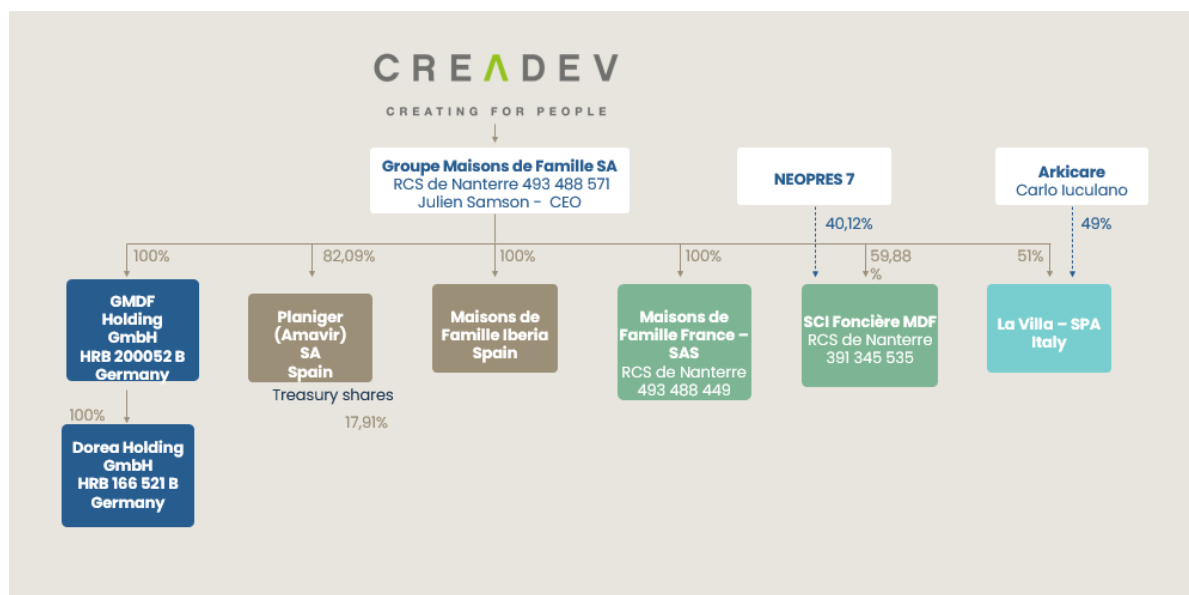 CREΛDEV
CREATING FOR PEOPLE
Groupe Maisons de Famille SA
RCS de Nanterre 493 488 571
Julien Samson - CEO
NEOPRES 7
Arkicare
Carlo Iuculano
40,12%
49%
100%
82,09%
100%
100%
59,88
%
51%
GMDF
Holding
GmbH
HRB 200052 B
Germany
Planiger
(Amavir)
SA
Spain
Maisons de
Famille Iberia
Spain
Maisons de
Famille France –
SAS
RCS de Nanterre
493 488 449
SCI Foncière MDF
RCS de Nanterre
391 345 535
La Villa – SPA
Italy
Treasury shares
17,91%
100%
Dorea Holding
GmbH
HRB 166 521 B
Germany